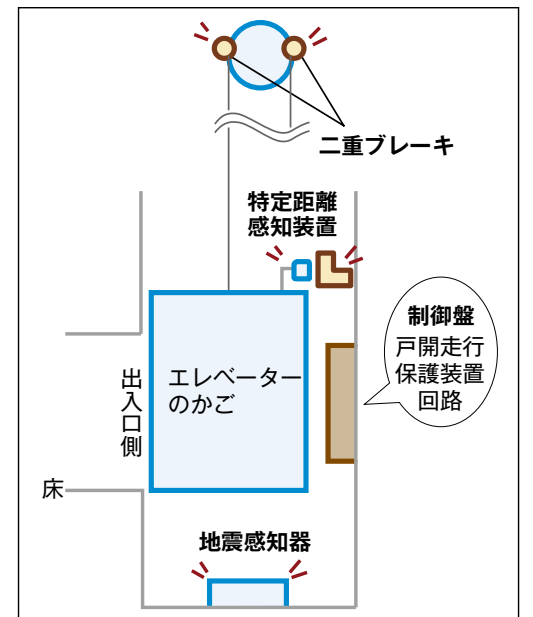 二重ブレーキ
特定距離
感知装置
制御盤
戸開走行
保護装置
回路
エレベーター
のかご
出入口側
床
地震感知器